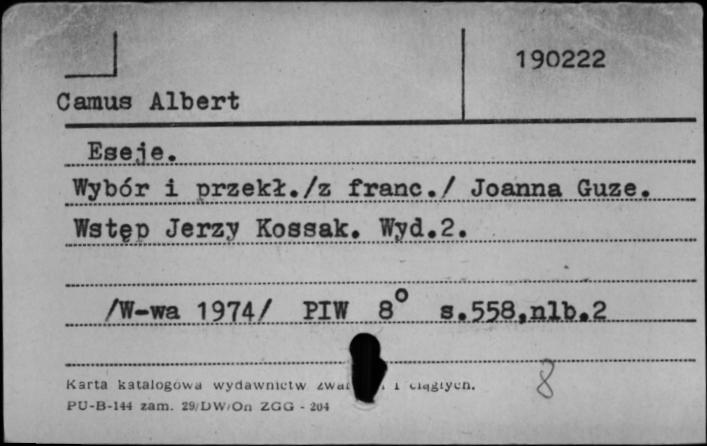 190222
Camus Albert
Eseje.
Wybór i przekł./z franc./ Joanna Guze.
Wstęp Jerzy Kossak. Wyd.2.
/W-wa 1974/ PIW 8° s.558,nlb.2
Karta katalogowa wydawnictw i ciągłych.
8
PU-B-144 zam. 29/DW/On ZGG - 204